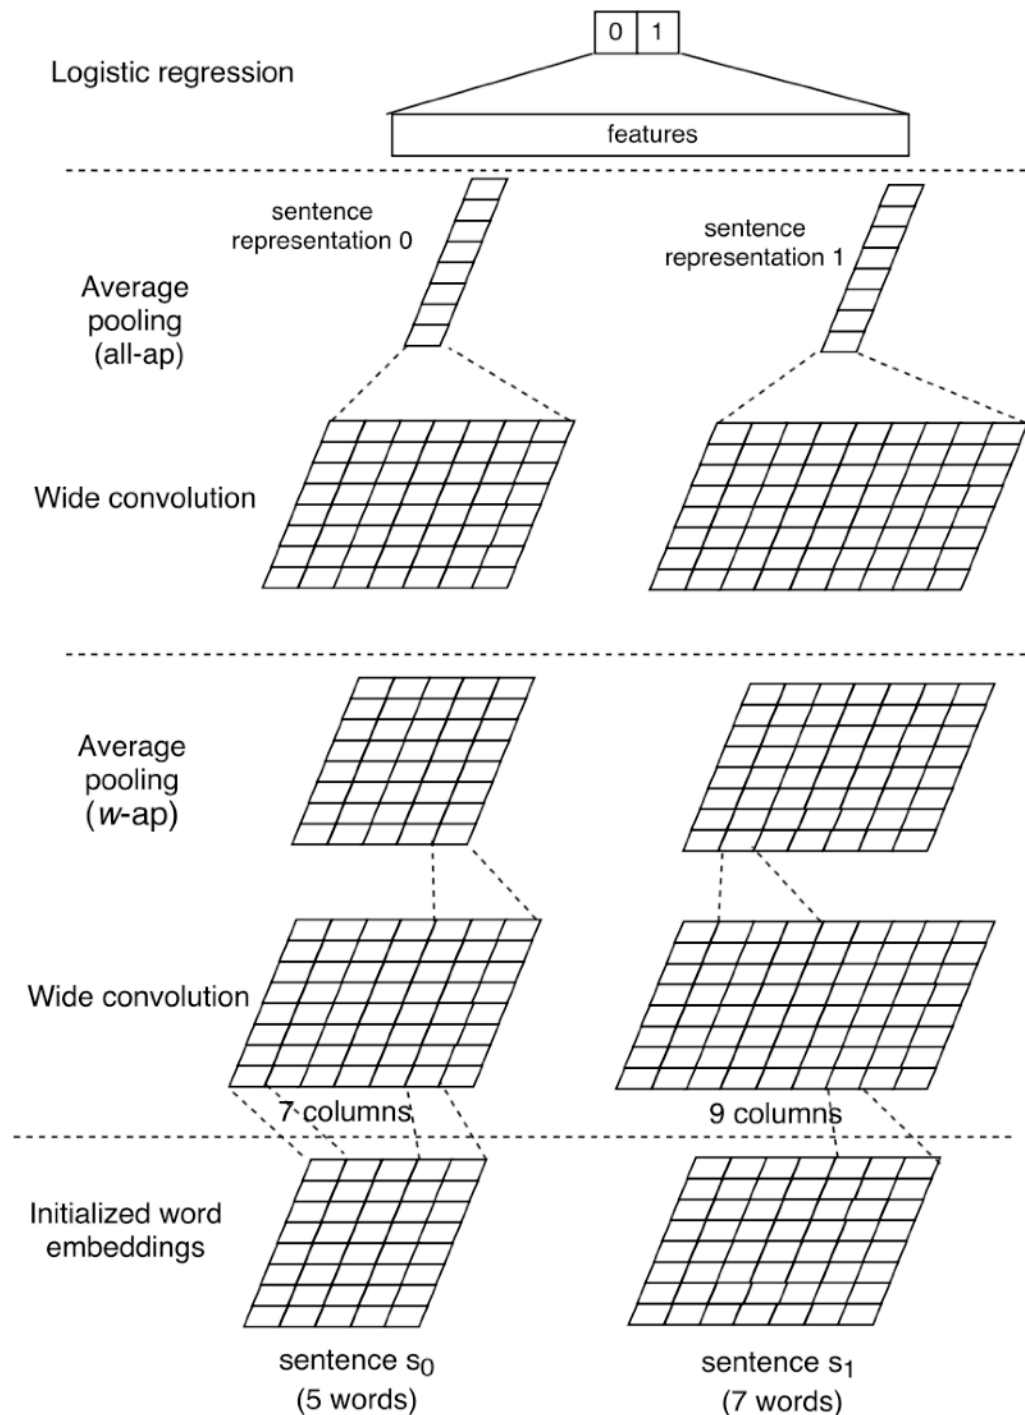 0 1
Logistic regression
features
sentence
representation 0
sentence
representation 1
Average
pooling
(all-ap)
Wide convolution
Average
pooling
(w-ap)
Wide convolution
7 columns
9 columns
Initialized word
embeddings
sentence s0
(5 words)
sentence s1
(7 words)